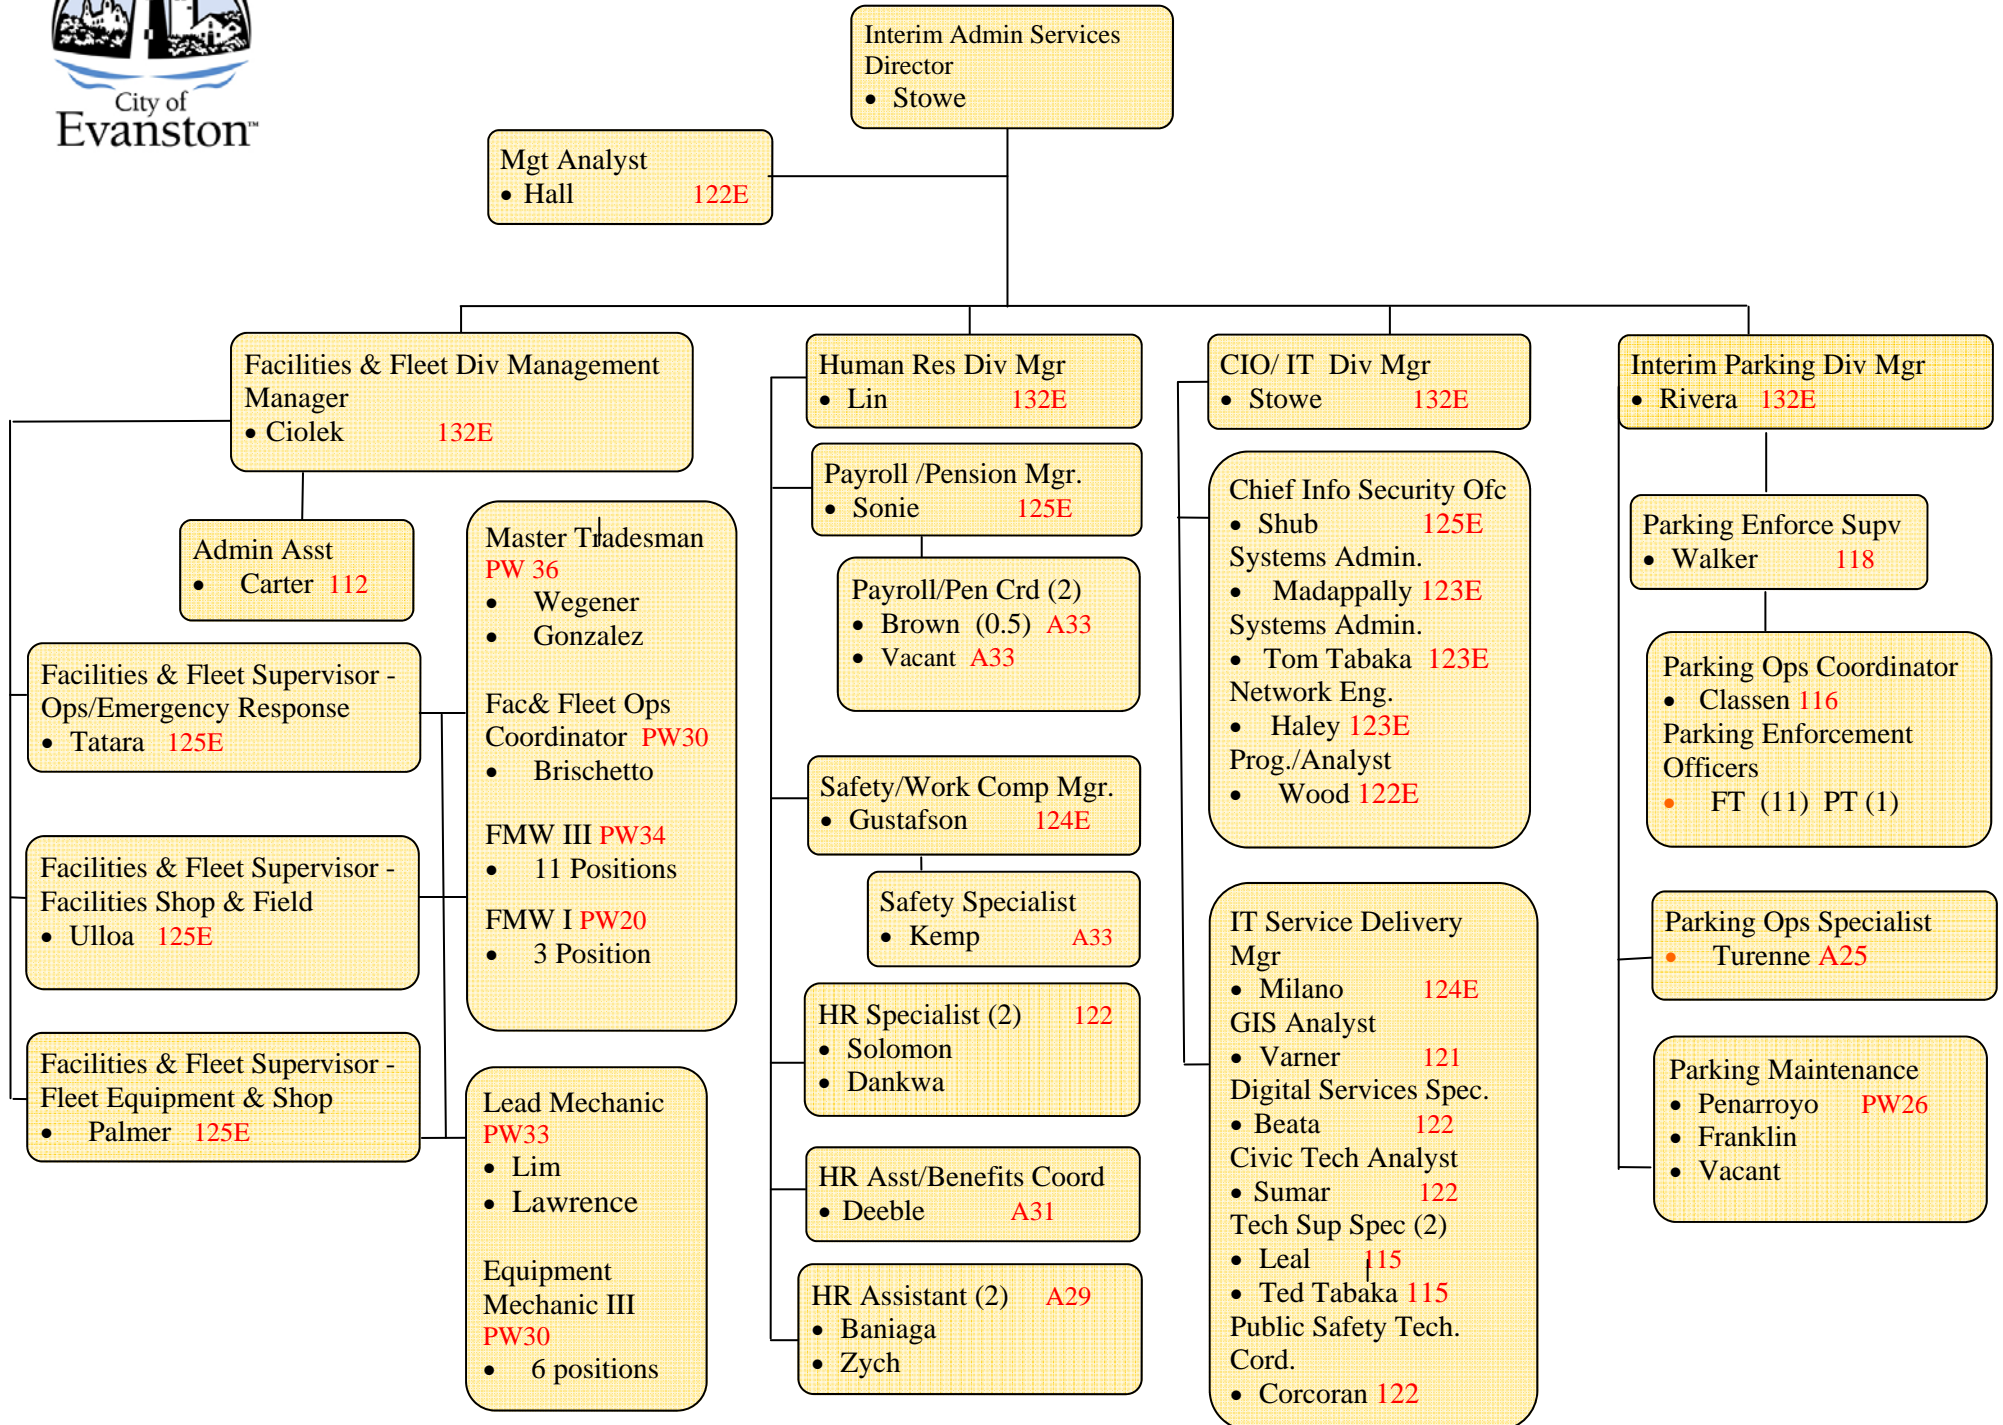 City of
Evanston™
Interim Admin Services
Director
• Stowe
Mgt Analyst
• Hall 122E
Facilities & Fleet Div Management
Manager
• Ciolek 132E
Admin Asst
• Carter 112
Facilities & Fleet Supervisor -
Ops/Emergency Response
• Tatara 125E
Facilities & Fleet Supervisor -
Facilities Shop & Field
• Ulloa 125E
Facilities & Fleet Supervisor -
Fleet Equipment & Shop
• Palmer 125E
Master Tradesman
PW 36
• Wegener
• Gonzalez
Fac& Fleet Ops
Coordinator PW30
• Brischetto
FMW III PW34
• 11 Positions
FMW I PW20
• 3 Position
Lead Mechanic
PW33
• Lim
• Lawrence
Equipment
Mechanic III
PW30
• 6 positions
Human Res Div Mgr
• Lin 132E
Payroll /Pension Mgr.
• Sonie 125E
Payroll/Pen Crd (2)
• Brown (0.5) A33
• Vacant A33
Safety/Work Comp Mgr.
• Gustafson 124E
Safety Specialist
• Kemp A33
HR Specialist (2) 122
• Solomon
• Dankwa
HR Asst/Benefits Coord
• Deeble A31
HR Assistant (2) A29
• Baniaga
• Zych
CIO/ IT Div Mgr
• Stowe 132E
Chief Info Security Ofc
• Shub 125E
Systems Admin.
• Madappally 123E
Systems Admin.
• Tom Tabaka 123E
Network Eng.
• Haley 123E
Prog./Analyst
• Wood 122E
IT Service Delivery
Mgr
• Milano 124E
GIS Analyst
• Varner 121
Digital Services Spec.
• Beata 122
Civic Tech Analyst
• Sumar 122
Tech Sup Spec (2)
• Leal 115
• Ted Tabaka 115
Public Safety Tech.
Cord.
• Corcoran 122
Interim Parking Div Mgr
• Rivera 132E
Parking Enforce Supv
• Walker 118
Parking Ops Coordinator
• Classen 116
Parking Enforcement
Officers
• FT (11) PT (1)
Parking Ops Specialist
• Turenne A25
Parking Maintenance
• Penarroyo PW26
• Franklin
• Vacant